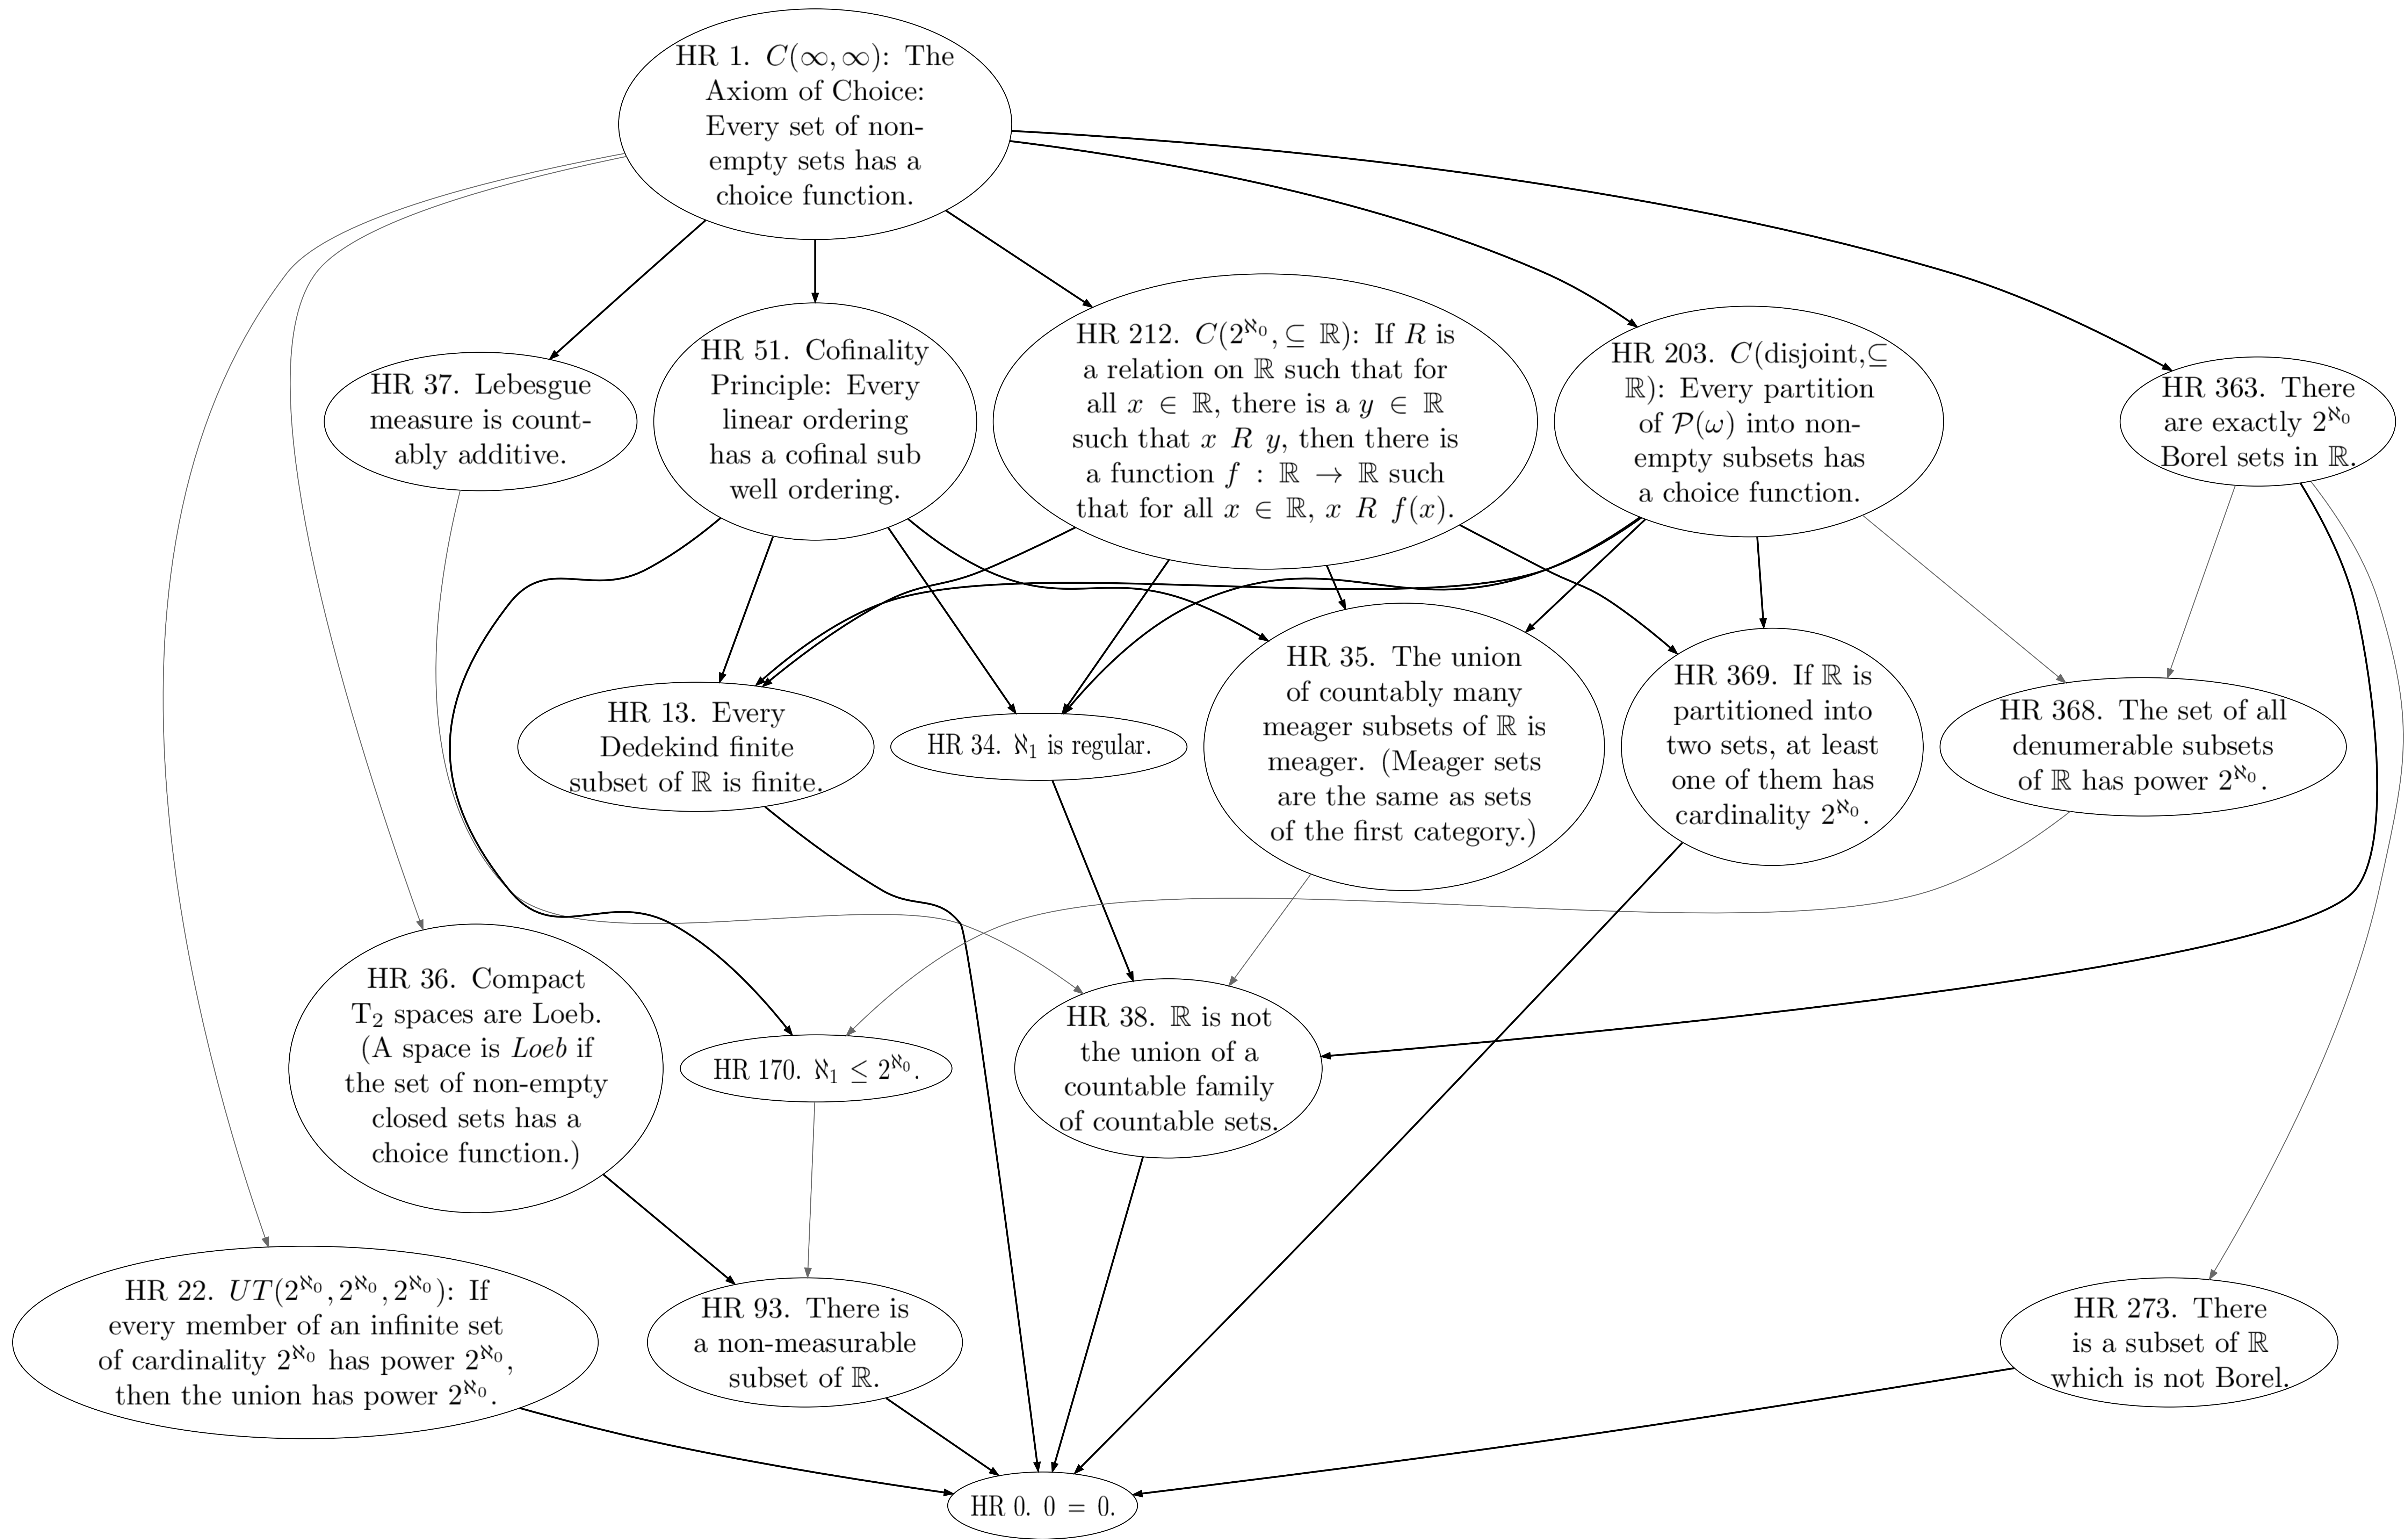 HR 1. C(∞, ∞): The
Axiom of Choice:
Every set of non-
empty sets has a
choice function.
HR 37. Lebesgue
measure is count-
ably additive.
HR 51. Cofinality
Principle: Every
linear ordering
has a cofinal sub
well ordering.
HR 212. C(2^ℵ₀, ⊆ ℝ): If R is
a relation on ℝ such that for
all x ∈ ℝ, there is a y ∈ ℝ
such that x R y, then there is
a function f : ℝ → ℝ such
that for all x ∈ ℝ, x R f(x).
HR 203. C(disjoint,⊆
ℝ): Every partition
of 𝒫(ω) into non-
empty subsets has
a choice function.
HR 363. There
are exactly 2^ℵ₀
Borel sets in ℝ.
HR 13. Every
Dedekind finite
subset of ℝ is finite.
HR 34. ℵ₁ is regular.
HR 35. The union
of countably many
meager subsets of ℝ is
meager. (Meager sets
are the same as sets
of the first category.)
HR 369. If ℝ is
partitioned into
two sets, at least
one of them has
cardinality 2^ℵ₀.
HR 368. The set of all
denumerable subsets
of ℝ has power 2^ℵ₀.
HR 36. Compact
T₂ spaces are Loeb.
(A space is Loeb if
the set of non-empty
closed sets has a
choice function.)
HR 170. ℵ₁ ≤ 2^ℵ₀.
HR 38. ℝ is not
the union of a
countable family
of countable sets.
HR 22. UT(2^ℵ₀, 2^ℵ₀, 2^ℵ₀): If
every member of an infinite set
of cardinality 2^ℵ₀ has power 2^ℵ₀,
then the union has power 2^ℵ₀.
HR 93. There is
a non-measurable
subset of ℝ.
HR 273. There
is a subset of ℝ
which is not Borel.
HR 0. 0 = 0.